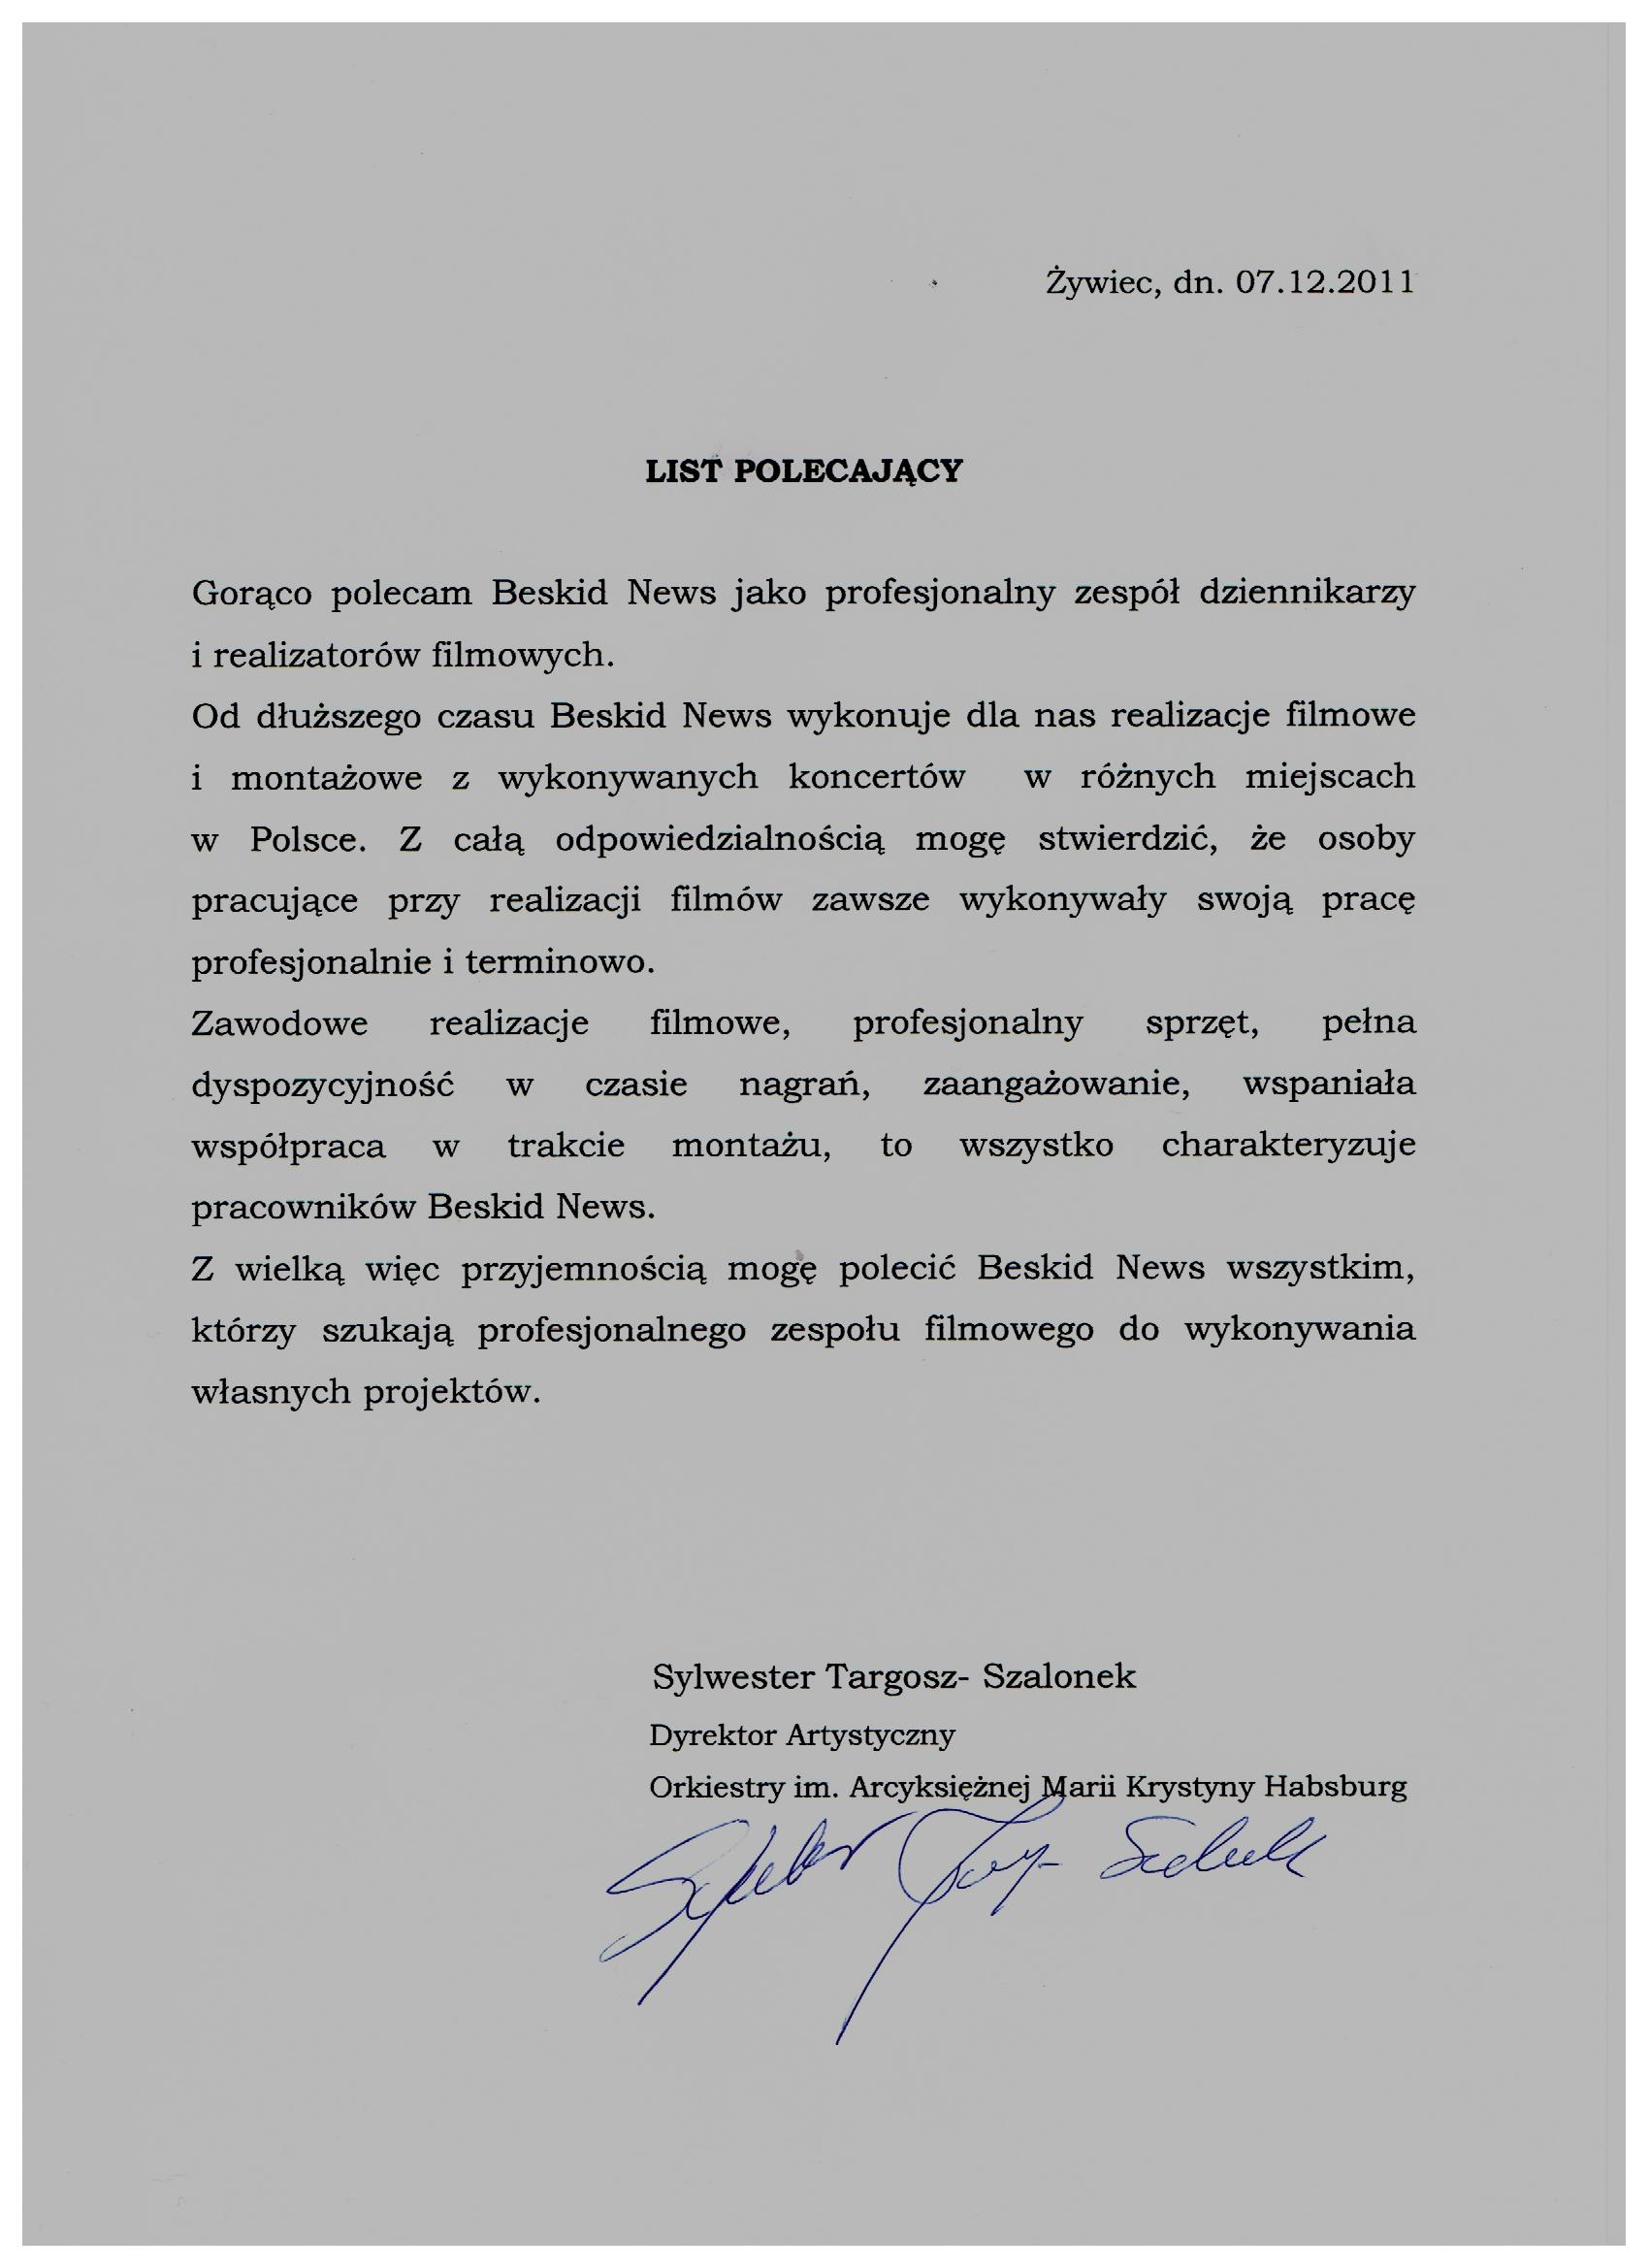 Żywiec, dn. 07.12.2011
LIST POLECAJĄCY
Gorąco polecam Beskid News jako profesjonalny zespół dziennikarzy
i realizatorów filmowych.
Od dłuższego czasu Beskid News wykonuje dla nas realizacje filmowe
i montażowe z wykonywanych koncertów w różnych miejscach
w Polsce. Z całą odpowiedzialnością mogę stwierdzić, że osoby
pracujące przy realizacji filmów zawsze wykonywały swoją pracę
profesjonalnie i terminowo.
Zawodowe realizacje filmowe, profesjonalny sprzęt, pełna
dyspozycyjność w czasie nagrań, zaangażowanie, wspaniała
współpraca w trakcie montażu, to wszystko charakteryzuje
pracowników Beskid News.
Z wielką więc przyjemnością mogę polecić Beskid News wszystkim,
którzy szukają profesjonalnego zespołu filmowego do wykonywania
własnych projektów.
Sylwester Targosz- Szalonek
Dyrektor Artystyczny
Orkiestry im. Arcyksiężnej Marii Krystyny Habsburg